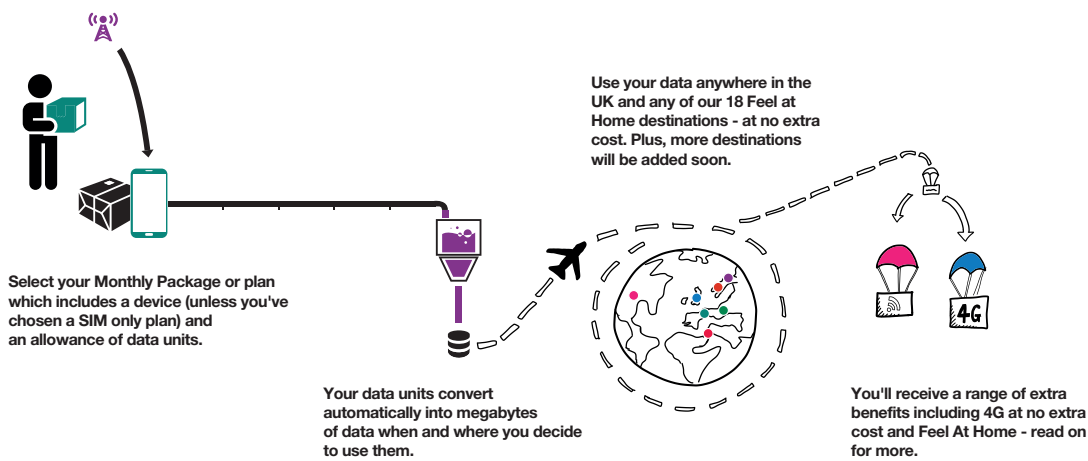 Select your Monthly Package or plan
which includes a device (unless you've
chosen a SIM only plan) and
an allowance of data units.
Your data units convert
automatically into megabytes
of data when and where you decide
to use them.
Use your data anywhere in the
UK and any of our 18 Feel at
Home destinations - at no extra
cost. Plus, more destinations
will be added soon.
4G
You'll receive a range of extra
benefits including 4G at no extra
cost and Feel At Home - read on
for more.